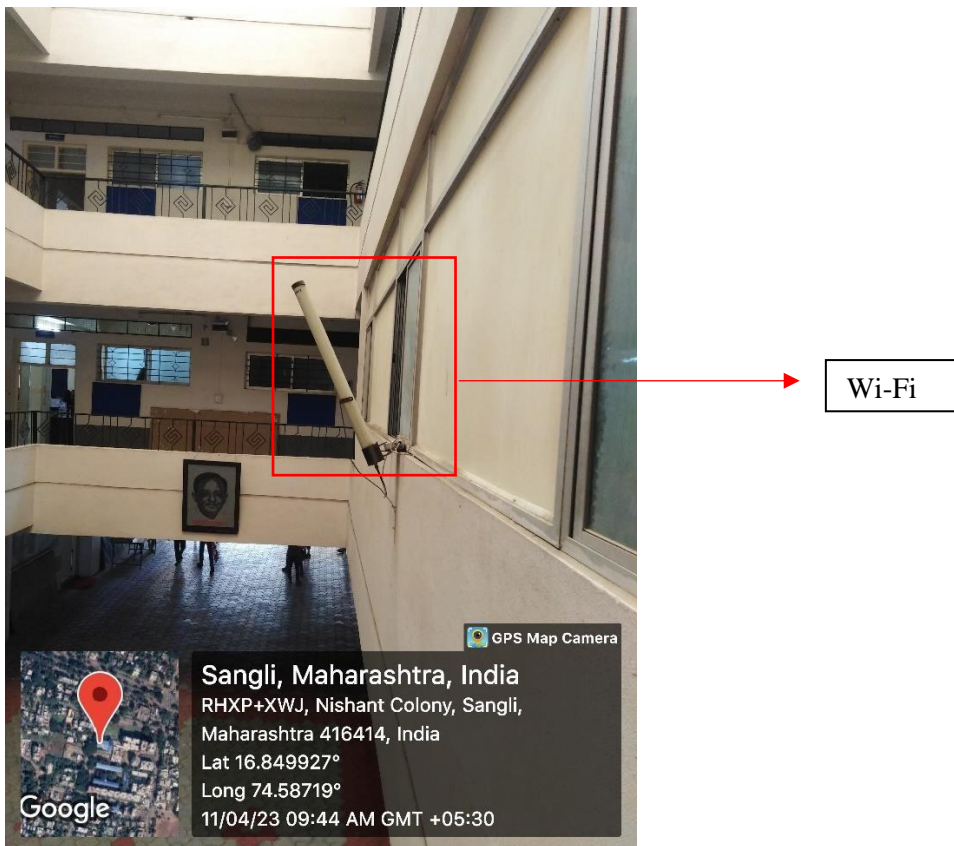 Wi-Fi
GPS Map Camera
Sangli, Maharashtra, India
RHXP+XWJ, Nishant Colony, Sangli,
Maharashtra 416414, India
Lat 16.849927°
Long 74.58719°
11/04/23 09:44 AM GMT +05:30
Google